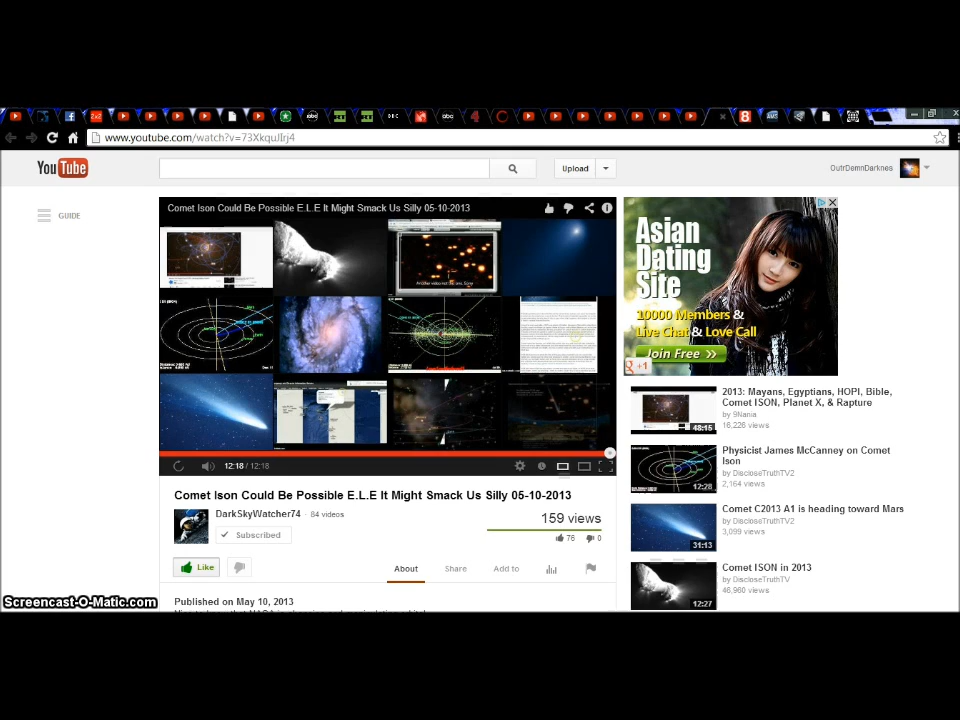 www.youtube.com/watch?v=73XkquJIrj4
YouTube
Upload
OutrDemnDarknes
GUIDE
Comet Ison Could Be Possible E.L.E It Might Smack Us Silly 05-10-2013
12:18 / 12:18
Asian
Dating
Site
10000 Members &
Live Chat & Love Call
Join Free >>
+1
Comet Ison Could Be Possible E.L.E It Might Smack Us Silly 05-10-2013
DarkSkyWatcher74 · 84 videos
Subscribed
159 views
76 0
Like
About Share Add to
Published on May 10, 2013
2013: Mayans, Egyptians, HOPI, Bible,
Comet ISON, Planet X, & Rapture
by 9Nania
16,226 views
48:15
Physicist James McCanney on Comet
Ison
by DiscloseTruthTV2
2,164 views
12:28
Comet C2013 A1 is heading toward Mars
by DiscloseTruthTV2
3,099 views
31:13
Comet ISON in 2013
by DiscloseTruthTV
46,960 views
12:27
Screencast-O-Matic.com